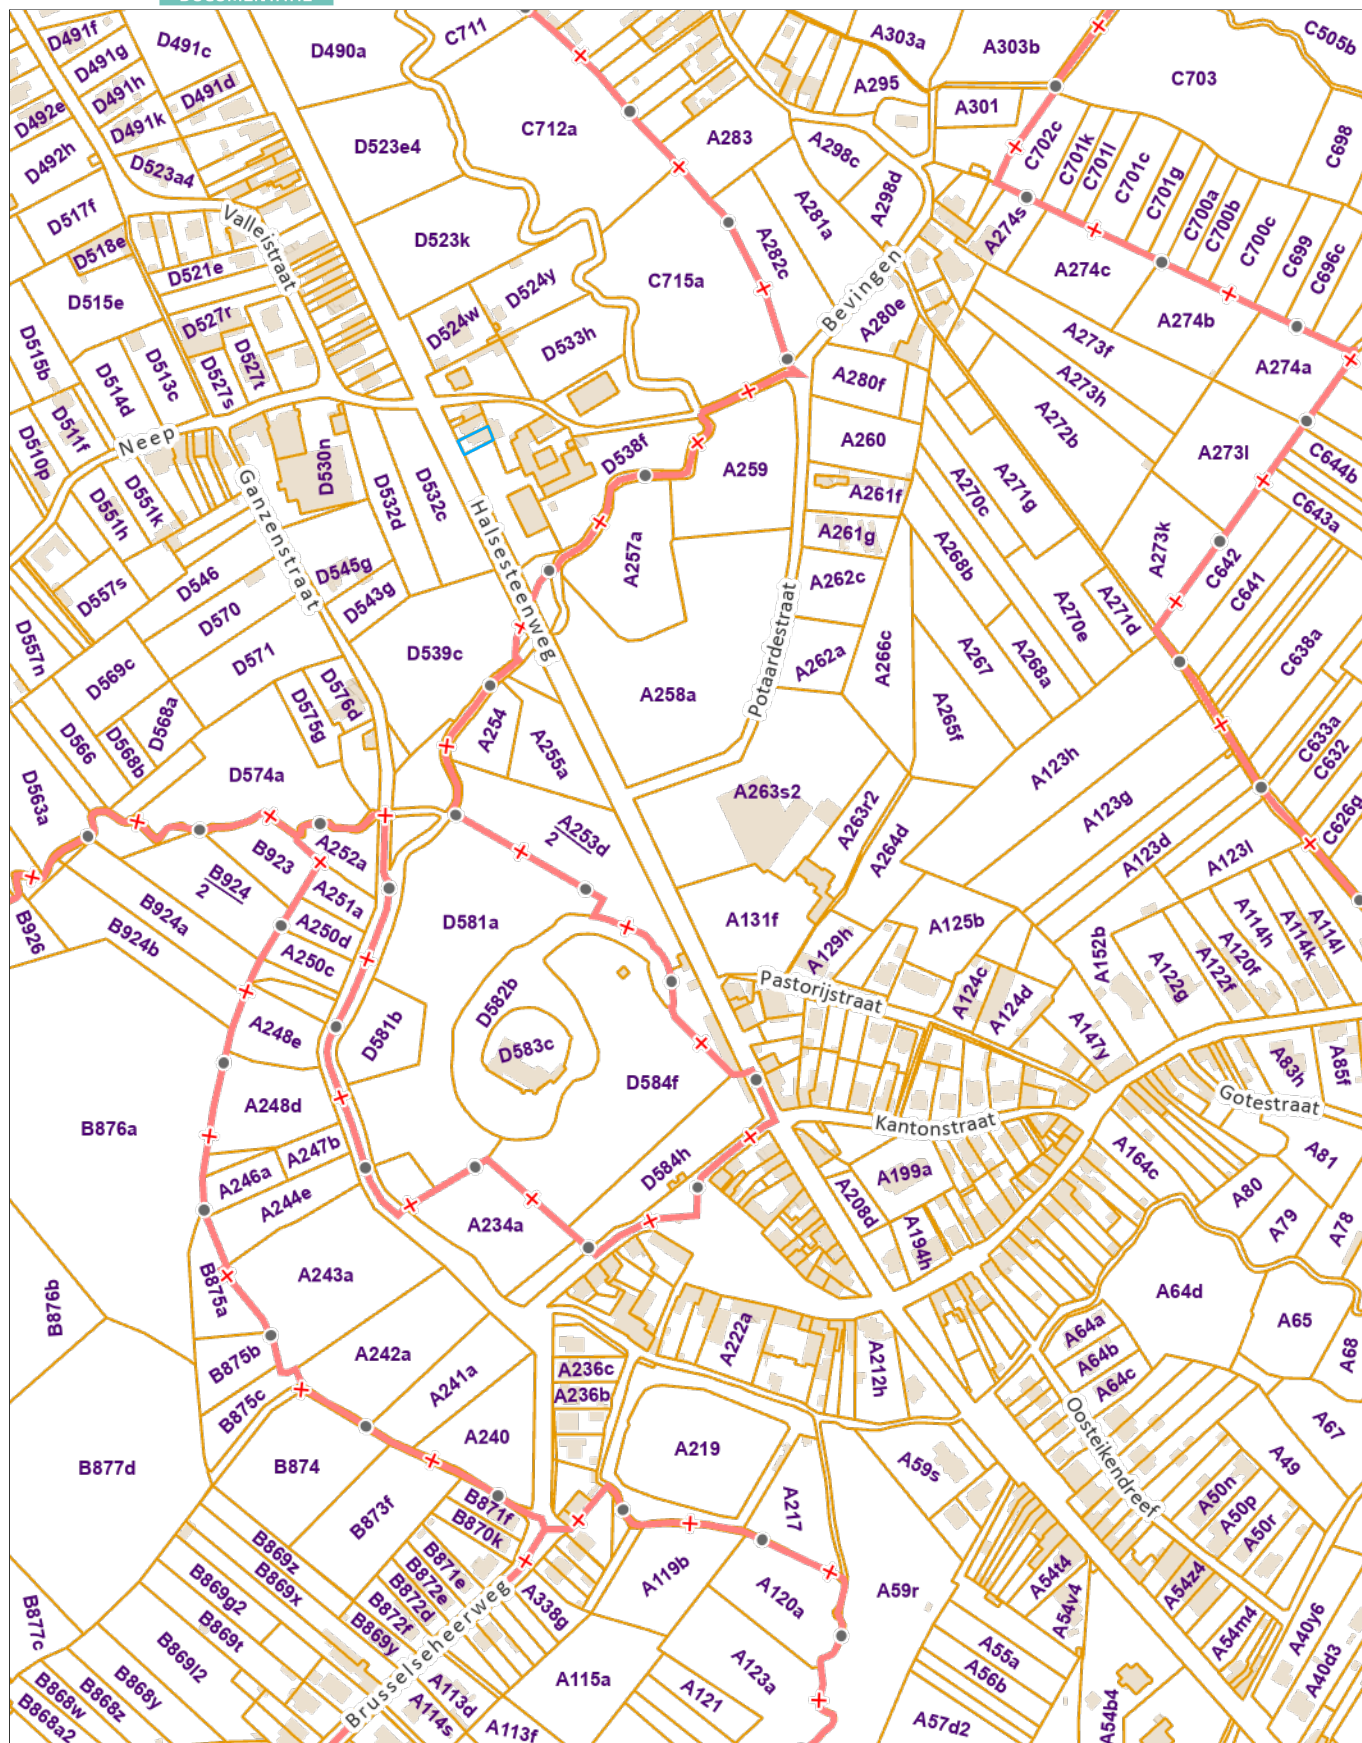 D491f
D491g
D491h
D491k
D491c
D491d
D492e
D492h
D523a4
D490a
C711
D523e4
C712a
A283
A303a
A303b
A295
A301
C703
C505b
C698
C702c
C701k
C701l
C701c
C701g
C700a
C700b
C700c
C699
C696c
A298c
A298d
A281a
A282c
A274s
A274c
A274b
A274a
D517f
D518e
D521e
Valleistraat
D523k
D524y
D524w
D533h
C715a
Bevingen
A280e
D515e
D527r
D527s
D527t
D515b
D514d
D513c
D511f
D510p
Neep
A280f
A273f
A273h
A272b
A273l
A273k
C644b
C643a
C642
C641
C638a
D530n
D532d
D532c
D538f
A259
A260
A261f
A261g
A262c
A262a
A270c
A271g
A268b
A270e
A271d
A268a
A267
A266c
A265f
D551k
D551h
Ganzenstraat
Halsesteenweg
D557s
D546
D545g
D543g
D570
D571
D569c
D557n
D539c
A257a
A258a
Potaardestraat
D568a
D568b
D566
D563a
D575g
D576d
D574a
A254
A255a
A253d
2
A263s2
A263r2
A264d
A123h
A123g
A123d
A123l
C633a
C632
C626g
A252a
B923
B924
2
B924a
B924b
B926
A251a
A250d
A250c
D581a
A131f
A129h
A125b
A124c
A124d
A152b
A122g
A122f
A120f
A114h
A114k
A114l
A147y
Pastorijstraat
A248e
D581b
D582b
D583c
D584f
B876a
A248d
A247b
A246a
A244e
D584h
Kantonstraat
Gotestraat
A83h
A85f
A81
A80
A79
A78
A164c
A199a
A208d
A194h
A234a
A243a
B875a
B876b
B875b
B875c
A242a
A241a
A240
A236c
A236b
A222a
A212h
A64d
A65
A68
A64a
A64b
A64c
A67
A49
A50n
A50p
A50r
Oosteikendreef
B877d
B874
B873f
B871f
B870k
A219
A217
A59s
A59r
B869z
B869x
B869g2
B869t
B869l2
B871e
B872e
B872d
B872f
B869y
Brusselseheerweg
A338g
A119b
A120a
A123a
A54t4
A54v4
A54z4
A54m4
A40y6
A40d3
B877c
B868w
B868a2
B868z
B868y
A113d
A114s
A113f
A115a
A121
A55a
A56b
A57d2
A54b4